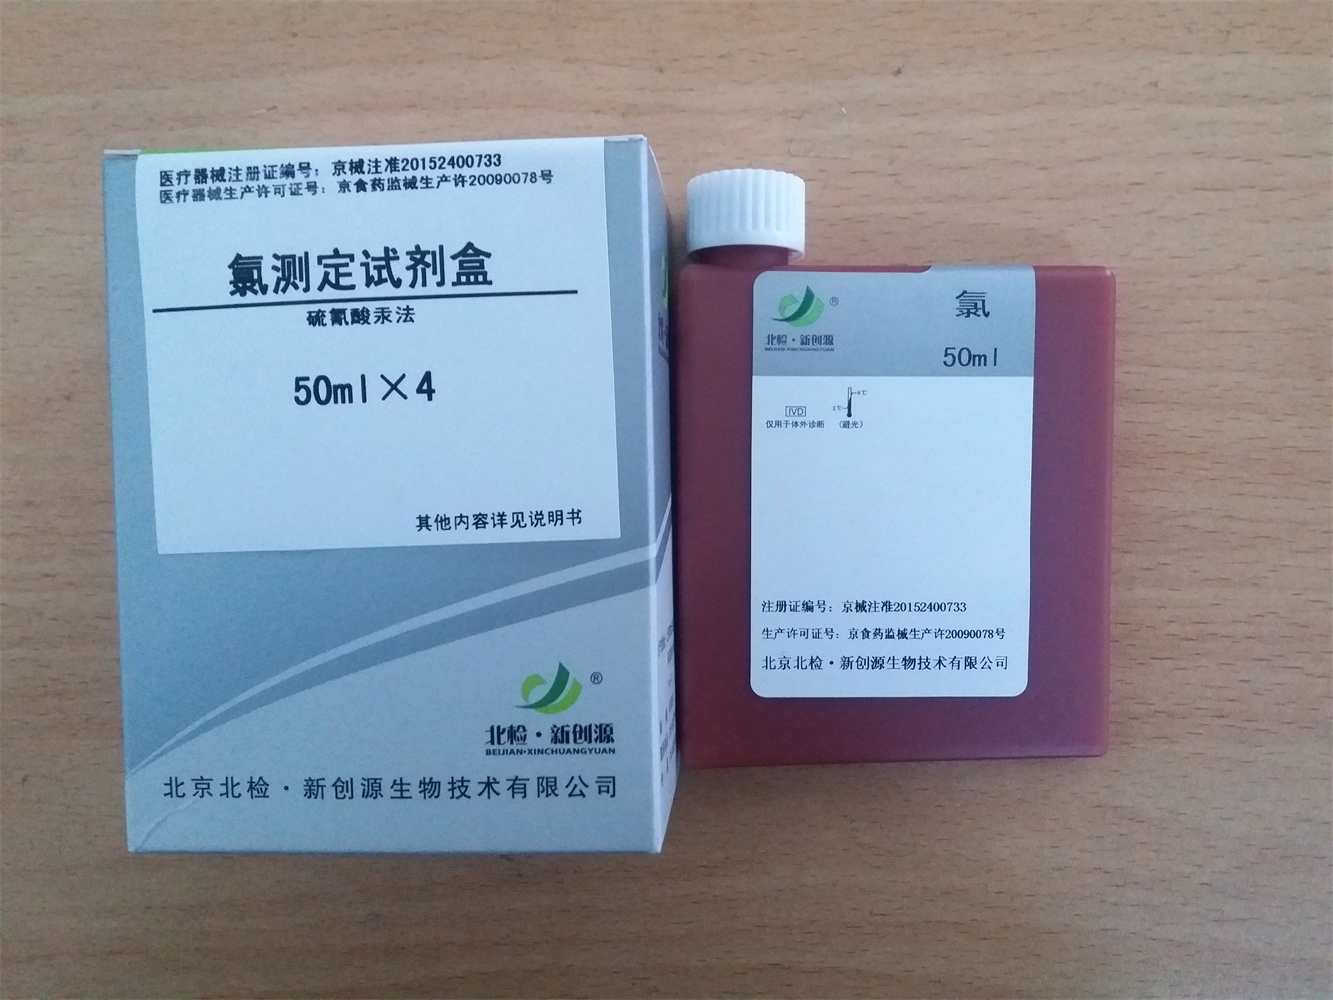 医疗器械注册证编号：京械注准20152400733
医疗器械生产许可证号：京食药监械生产许20090078号
氯测定试剂盒
硫氰酸汞法
50ml×4
其他内容详见说明书
®
北检·新创源
BEIJIAN·XINCHUANGYUAN
北京北检·新创源生物技术有限公司
®
北检·新创源
BEIJIAN·XINCHUANGYUAN
氯
50ml
IVD
仅用于体外诊断
2℃
8℃
（避光）
注册证编号：京械注准20152400733
生产许可证号：京食药监械生产许20090078号
北京北检·新创源生物技术有限公司